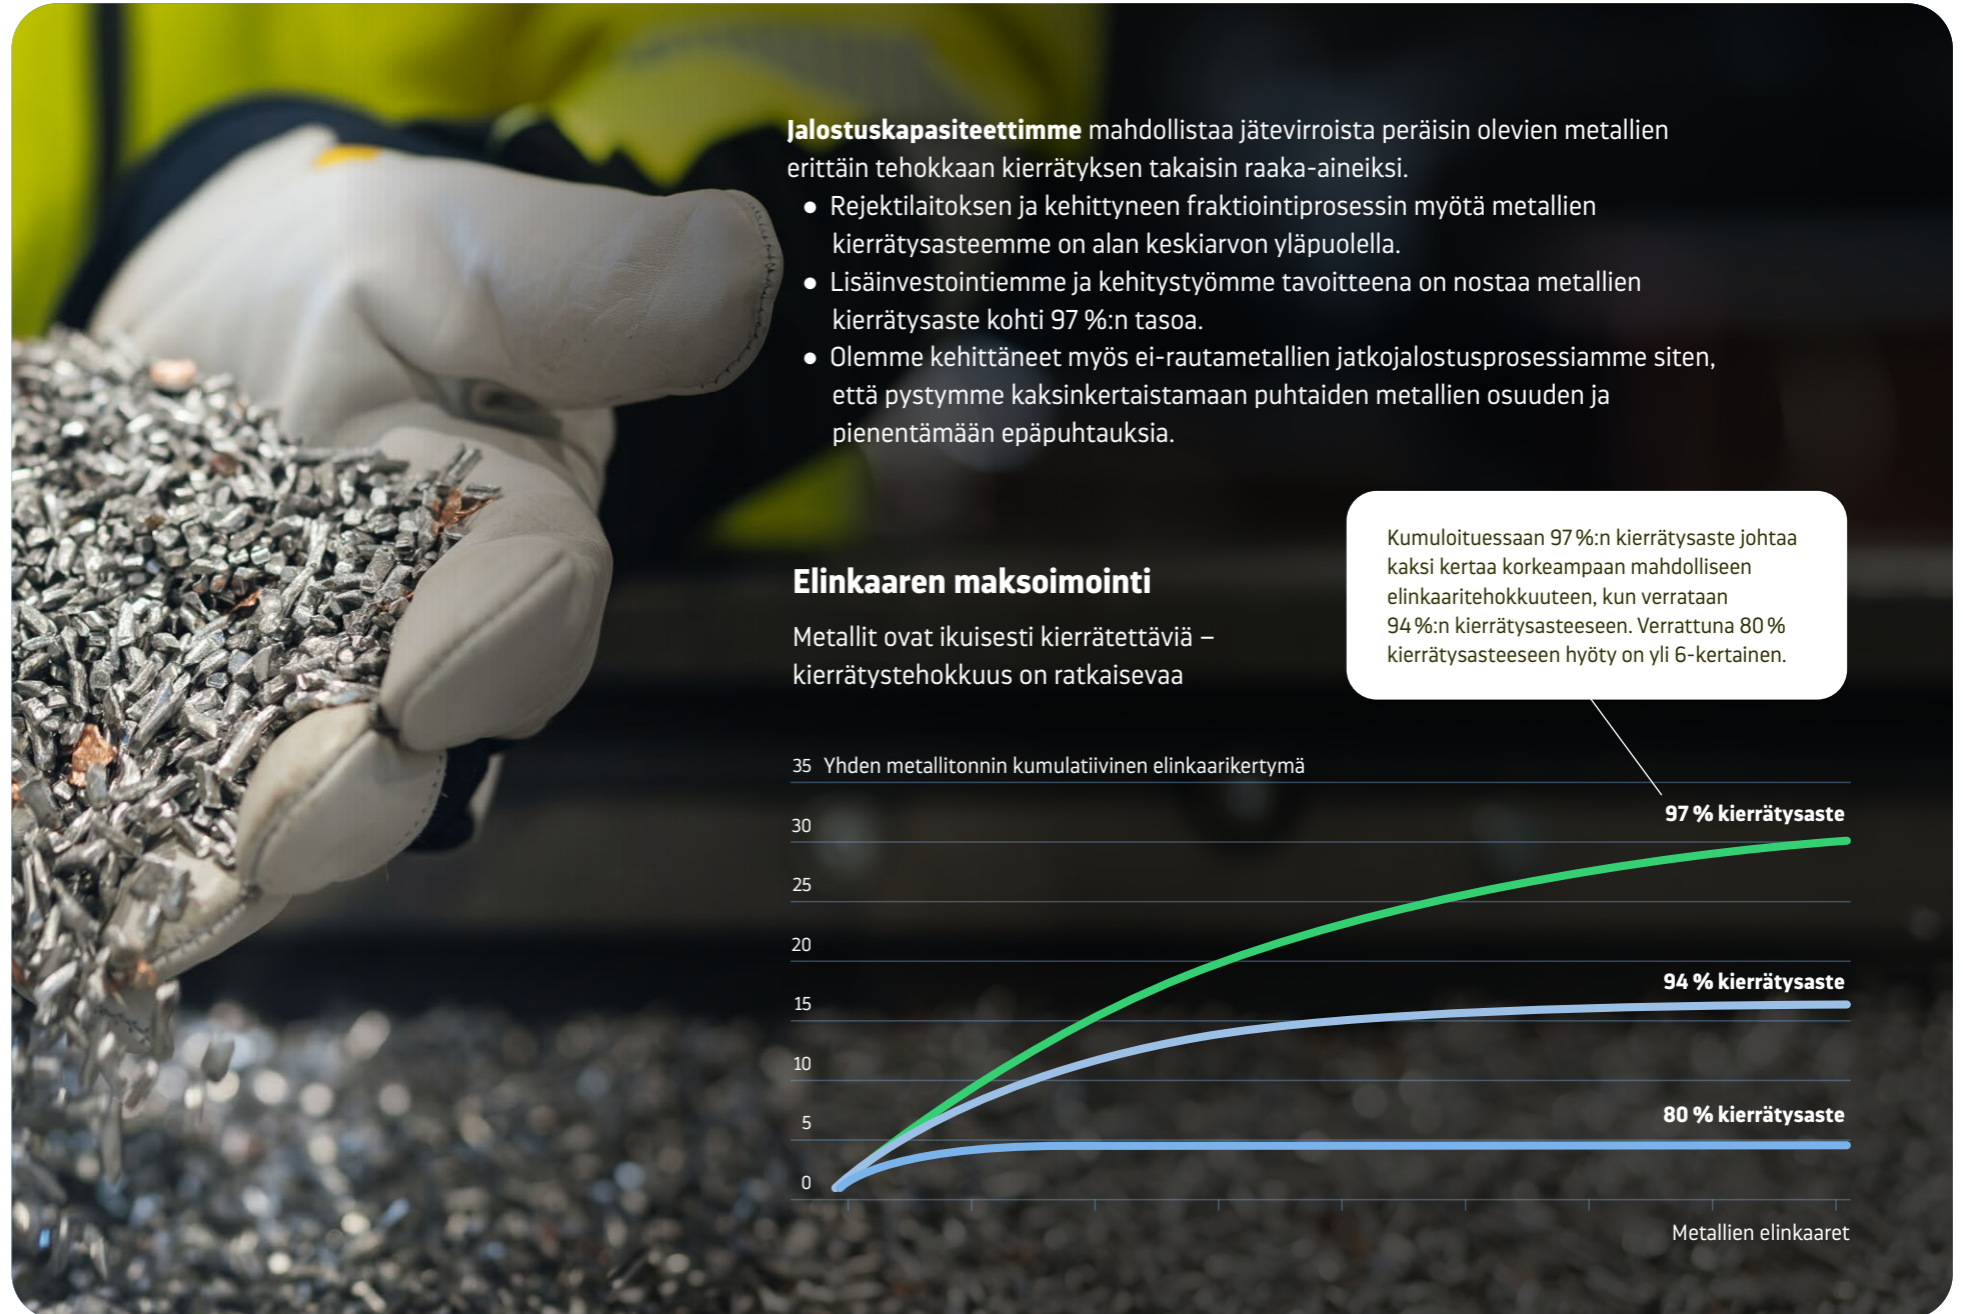 Jalostuskapasiteettimme mahdollistaa jätevirroista peräisin olevien metallien
erittäin tehokkaan kierrätyksen takaisin raaka-aineiksi.
● Rejektilaitoksen ja kehittyneen fraktiointiprosessin myötä metallien
kierrätysasteemme on alan keskiarvon yläpuolella.
● Lisäinvestointiemme ja kehitystyömme tavoitteena on nostaa metallien
kierrätysaste kohti 97 %:n tasoa.
● Olemme kehittäneet myös ei-rautametallien jatkojalostusprosessiamme siten,
että pystymme kaksinkertaistamaan puhtaiden metallien osuuden ja
pienentämään epäpuhtauksia.
Kumuloituessaan 97 %:n kierrätysaste johtaa
kaksi kertaa korkeampaan mahdolliseen
elinkaaritehokkuuteen, kun verrataan
94 %:n kierrätysasteeseen. Verrattuna 80 %
kierrätysasteeseen hyöty on yli 6-kertainen.
Elinkaaren maksoimointi
Metallit ovat ikuisesti kierrätettäviä –
kierrätystehokkuus on ratkaisevaa
35 Yhden metallitonnin kumulatiivinen elinkaarikertymä
97 % kierrätysaste
30
25
20
94 % kierrätysaste
15
10
80 % kierrätysaste
5
0
Metallien elinkaaret